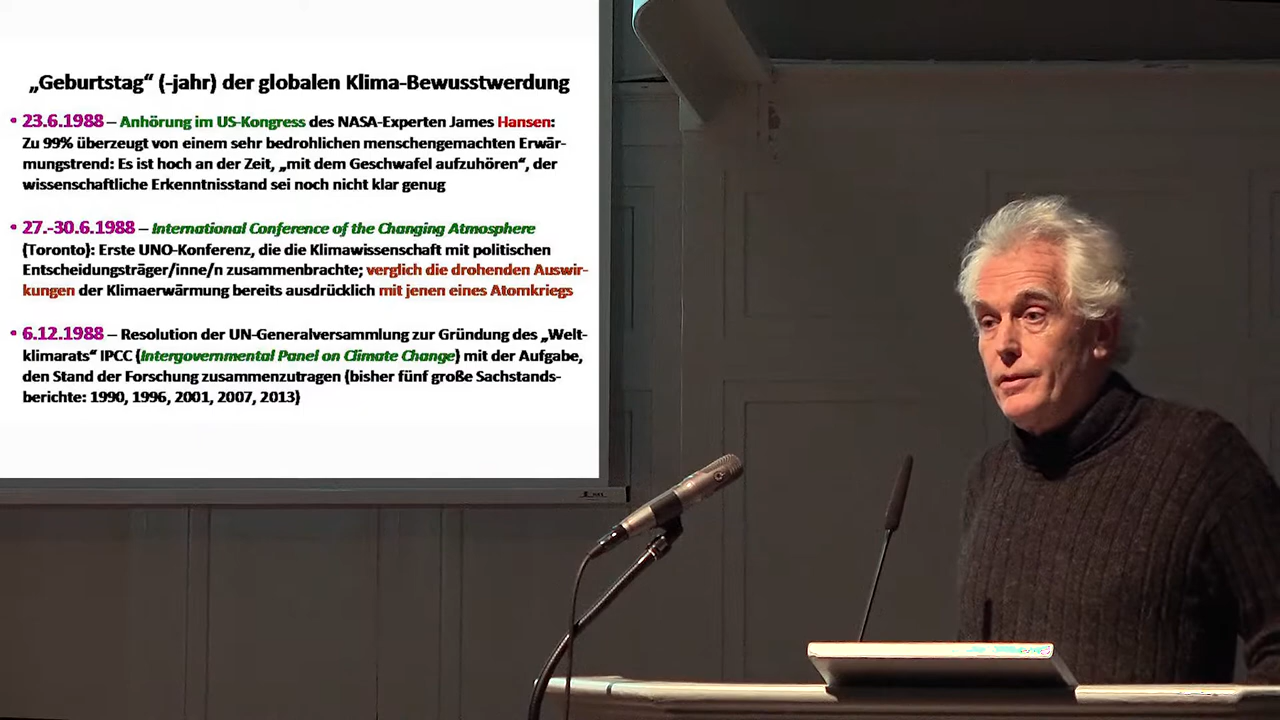 „Geburtstag“ (-jahr) der globalen Klima-Bewusstwerdung
• 23.6.1988 – Anhörung im US-Kongress des NASA-Experten James Hansen:
Zu 99% überzeugt von einem sehr bedrohlichen menschengemachten Erwär-
mungstrend: Es ist hoch an der Zeit, „mit dem Geschwafel aufzuhören“, der
wissenschaftliche Erkenntnisstand sei noch nicht klar genug
• 27.-30.6.1988 – International Conference of the Changing Atmosphere
(Toronto): Erste UNO-Konferenz, die die Klimawissenschaft mit politischen
Entscheidungsträger/inne/n zusammenbrachte; verglich die drohenden Auswir-
kungen der Klimaerwärmung bereits ausdrücklich mit jenen eines Atomkriegs
• 6.12.1988 – Resolution der UN-Generalversammlung zur Gründung des „Welt-
klimarats“ IPCC (Intergovernmental Panel on Climate Change) mit der Aufgabe,
den Stand der Forschung zusammenzutragen (bisher fünf große Sachstands-
berichte: 1990, 1996, 2001, 2007, 2013)